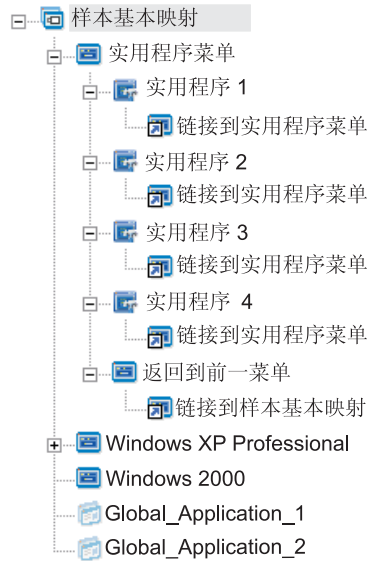 样本基本映射
实用程序菜单
实用程序 1
链接到实用程序菜单
实用程序 2
链接到实用程序菜单
实用程序 3
链接到实用程序菜单
实用程序 4
链接到实用程序菜单
返回到前一菜单
链接到样本基本映射
Windows XP Professional
Windows 2000
Global_Application_1
Global_Application_2